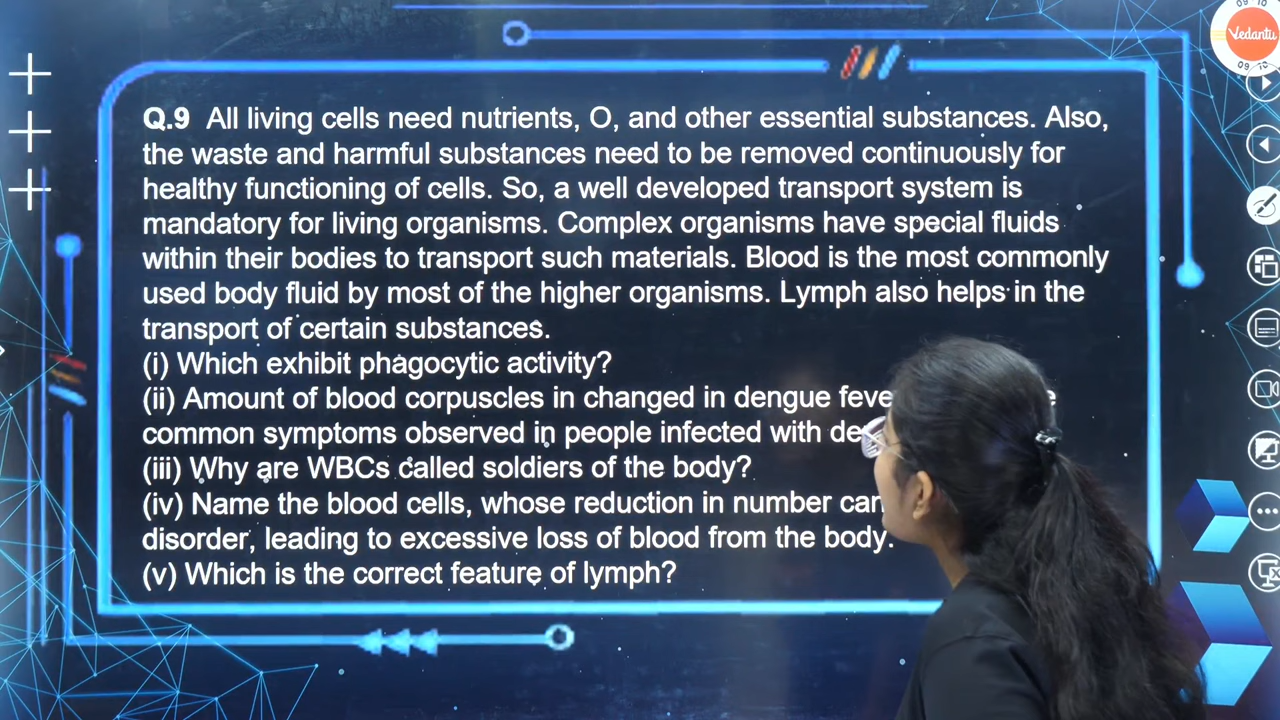 Vedantu
Q.9 All living cells need nutrients, O, and other essential substances. Also,
the waste and harmful substances need to be removed continuously for
healthy functioning of cells. So, a well developed transport system is
mandatory for living organisms. Complex organisms have special fluids
within their bodies to transport such materials. Blood is the most commonly
used body fluid by most of the higher organisms. Lymph also helps in the
transport of certain substances.
(i) Which exhibit phagocytic activity?
(ii) Amount of blood corpuscles in changed in dengue
common symptoms observed in people infected with
(iii) Why are WBCs called soldiers of the body?
(iv) Name the blood cells, whose reduction in number can
disorder, leading to excessive loss of blood from the body.
(v) Which is the correct feature of lymph?